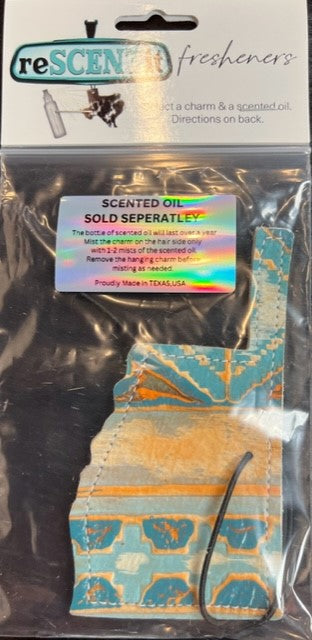 reSCENT it
fresheners
ct a charm & a scented oil.
Directions on back.
SCENTED OIL
SOLD SEPERATLEY
The bottle of scented oil will last over a year
Mist the charm on the hair side only
with 1-2 mists of the scented oil.
Remove the hanging charm before
misting as needed.
Proudly Made in TEXAS,USA